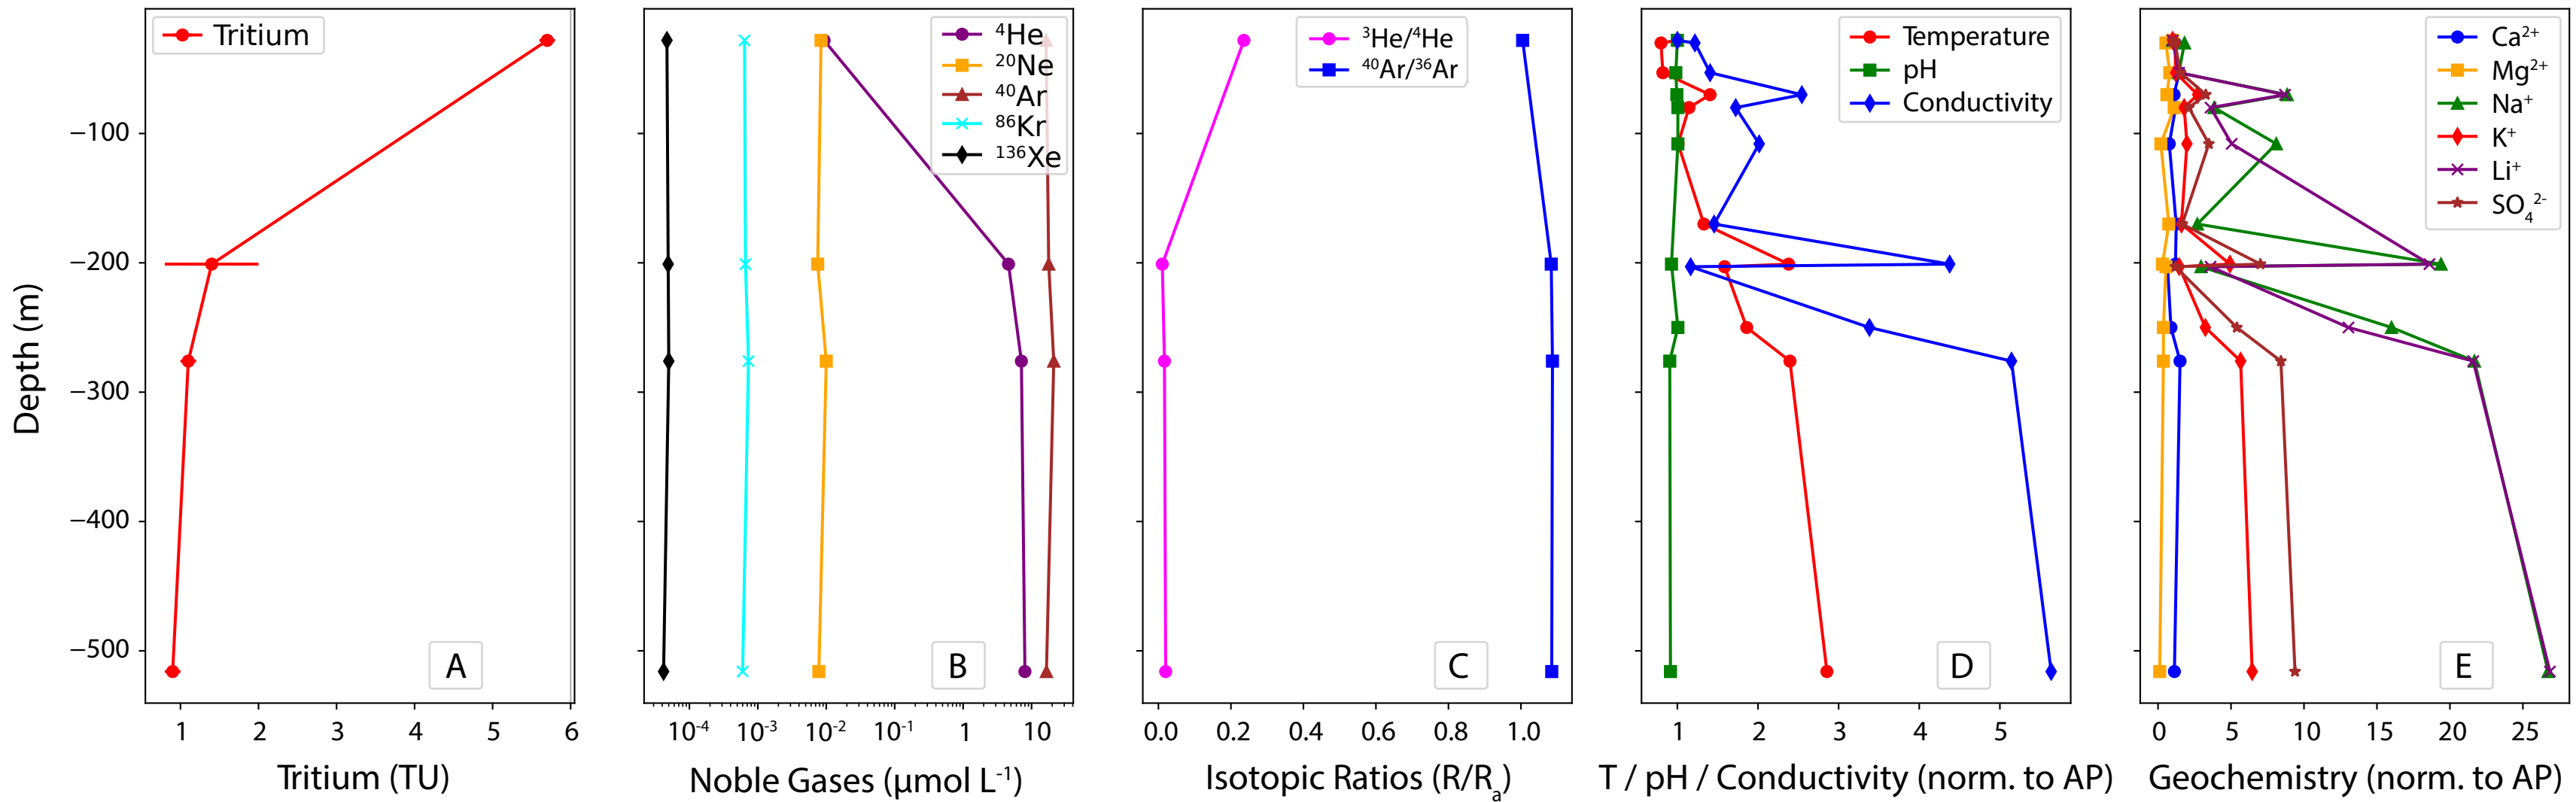 Depth (m)
−100
−200
−300
−400
−500
Tritium
A
1 2 3 4 5 6
Tritium (TU)
⁴He
²⁰Ne
⁴⁰Ar
⁸⁶Kr
¹³⁶Xe
B
10⁻⁴ 10⁻³ 10⁻² 10⁻¹ 1 10
Noble Gases (µmol L⁻¹)
³He/⁴He
⁴⁰Ar/³⁶Ar
C
0.0 0.2 0.4 0.6 0.8 1.0
Isotopic Ratios (R/Rₐ)
Temperature
pH
Conductivity
D
1 2 3 4 5
T / pH / Conductivity (norm. to AP)
Ca²⁺
Mg²⁺
Na⁺
K⁺
Li⁺
SO₄²⁻
E
0 5 10 15 20 25
Geochemistry (norm. to AP)